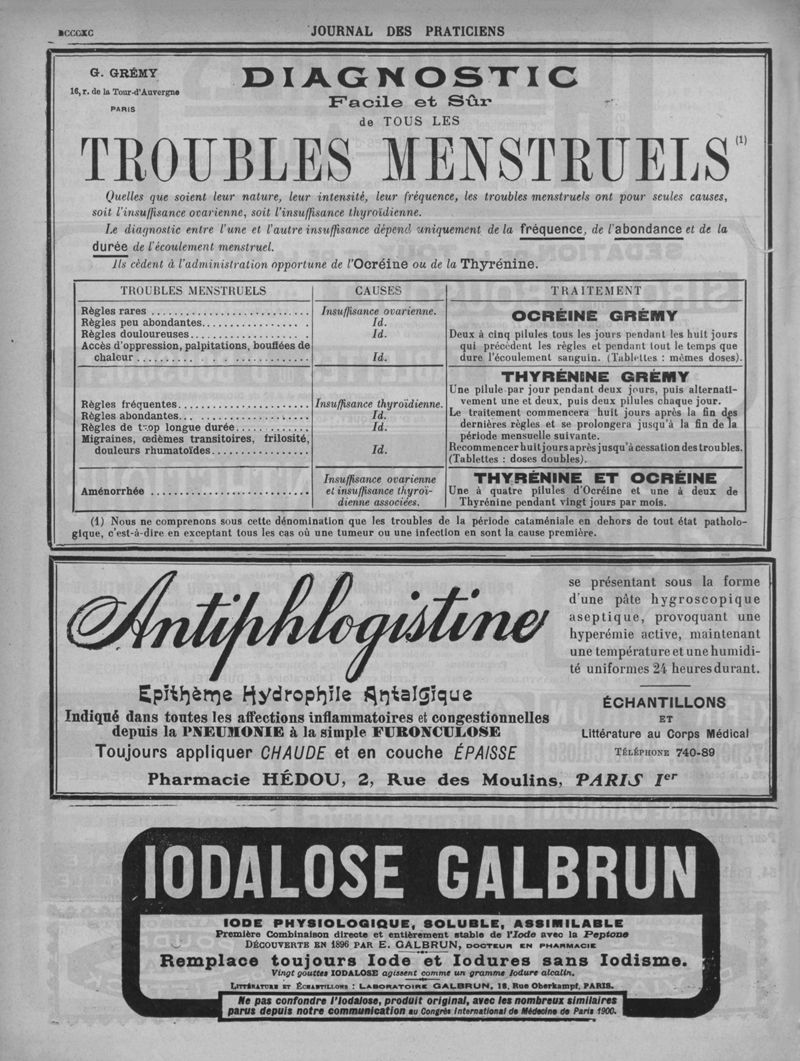 DCCCXC
JOURNAL DES PRATICIENS
G. GRÉMY
16, r. de la Tour-d'Auvergne
PARIS
DIAGNOSTIC
Facile et Sûr
de TOUS LES
TROUBLES MENSTRUELS (1)
Quelles que soient leur nature, leur intensité, leur fréquence, les troubles menstruels ont pour seules causes,
soit l'insuffisance ovarienne, soit l'insuffisance thyroïdienne.
Le diagnostic entre l'une et l'autre insuffisance dépend uniquement de la fréquence, de l'abondance et de la
durée de l'écoulement menstruel.
Ils cèdent à l'administration opportune de l'Ocréine ou de la Thyrénine.
TROUBLES MENSTRUELS
CAUSES
TRAITEMENT
Règles rares
Insuffisance ovarienne.
Règles peu abondantes
Id.
Règles douloureuses
Id.
Accès d'oppression, palpitations, bouffées de
chaleur
Id.
OCRÉINE GRÉMY
Deux à cinq pilules tous les jours pendant les huit jours
qui précédent les règles et pendant tout le temps que
dure l'écoulement sanguin. (Tablettes : mêmes doses).
Règles fréquentes
Insuffisance thyroïdienne.
Règles abondantes
Id.
Règles de trop longue durée
Id.
Migraines, œdèmes transitoires, frilosité,
douleurs rhumatoïdes
Id.
THYRÉNINE GRÉMY
Une pilule par jour pendant deux jours, puis alternati-
vement une et deux, puis deux pilules chaque jour.
Le traitement commencera huit jours après la fin des
dernières règles et se prolongera jusqu'à la fin de la
période mensuelle suivante.
Recommencer huit jours après jusqu'à cessation des troubles.
(Tablettes : doses doubles).
Aménorrhée
Insuffisance ovarienne
et insuffisance thyroï-
dienne associées.
THYRÉNINE ET OCRÉINE
Une à quatre pilules d'Ocréine et une à deux de
Thyrénine pendant vingt jours par mois.
(1) Nous ne comprenons sous cette dénomination que les troubles de la période cataméniale en dehors de tout état patholo-
gique, c'est-à-dire en exceptant tous les cas où une tumeur ou une infection en sont la cause première.
Antiphlogistine
Epithème Hydrophile Antalgique
Indiqué dans toutes les affections inflammatoires et congestionnelles
depuis la PNEUMONIE à la simple FURONCULOSE
Toujours appliquer CHAUDE et en couche ÉPAISSE
se présentant sous la forme
d'une pâte hygroscopique
aseptique, provoquant une
hyperémie active, maintenant
une température et une humidi-
té uniformes 24 heures durant.
ÉCHANTILLONS
ET
Littérature au Corps Médical
TÉLÉPHONE 740-89
Pharmacie HÉDOU, 2, Rue des Moulins, PARIS Ier
IODALOSE GALBRUN
IODE PHYSIOLOGIQUE, SOLUBLE, ASSIMILABLE
Première Combinaison directe et entièrement stable de l'Iode avec la Peptone
DÉCOUVERTE EN 1896 PAR E. GALBRUN, DOCTEUR EN PHARMACIE
Remplace toujours Iode et Iodures sans Iodisme.
Vingt gouttes IODALOSE agissent comme un gramme Iodure alcalin.
LITTÉRATURE ET ÉCHANTILLONS : LABORATOIRE GALBRUN, 18, Rue Oberkampf, PARIS.
Ne pas confondre l'Iodalose, produit original, avec les nombreux similaires
parus depuis notre communication au Congrès International de Médecine de Paris 1900.